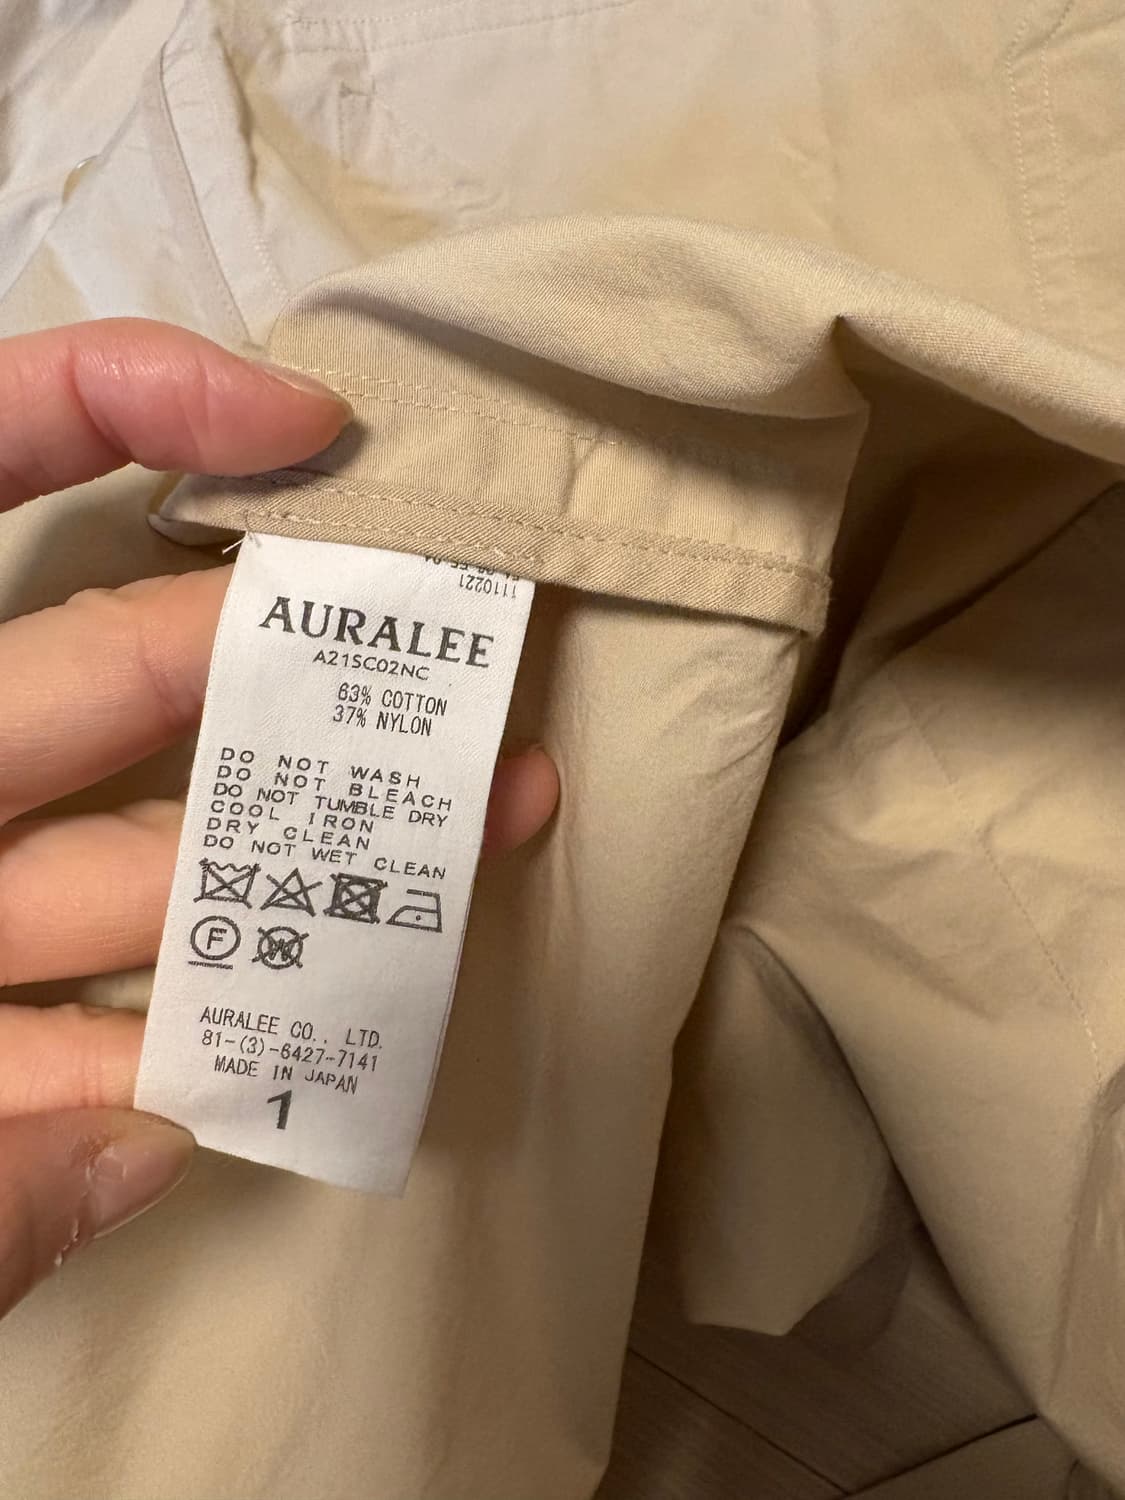 1110221
AURALEE
A21SC02NC
63% COTTON
37% NYLON
DO NOT WASH
DO NOT BLEACH
DO NOT TUMBLE DRY
COOL IRON
DRY CLEAN
DO NOT WET CLEAN
F W
AURALEE CO., LTD.
81-(3)-6427-7141
MADE IN JAPAN
1